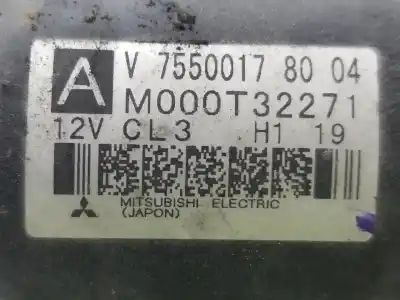 A
V 7550017 80 04
M000T32271
12V CL3 H1 19
MITSUBISHI ELECTRIC
(JAPON)